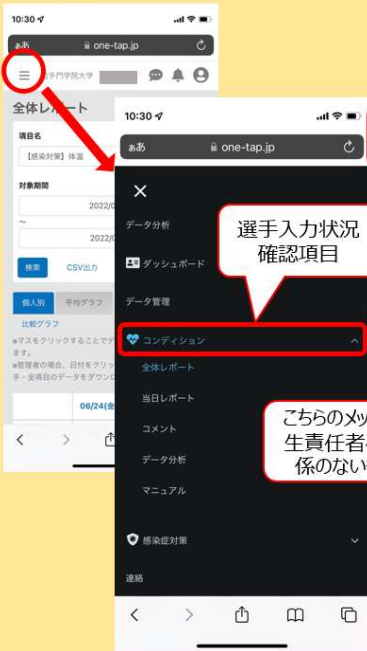 10:30
ぁあ one-tap.jp
手門学院大学
全体レポート
項目名
【感染対策】体温
対象期間
2022/0
～
2022/0
検索 CSV出力
個人別 平均グラフ
比較グラフ
※マスをクリックすることでデ
ます。
※管理者の場合、日付をクリッ
手・全項目のデータをダウンロ
06/24(金
10:30
ぁあ one-tap.jp
データ分析
ダッシュボード
データ管理
コンディション
全体レポート
当日レポート
コメント
データ分析
マニュアル
感染症対策
連絡
選手入力状況
確認項目
こちらのメッ
生責任者
係のない